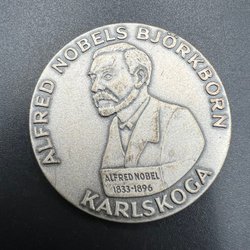 ALFRED NOBELS BJÖRKBORN
ALFRED NOBEL
1833-1896
KARLSKOGA